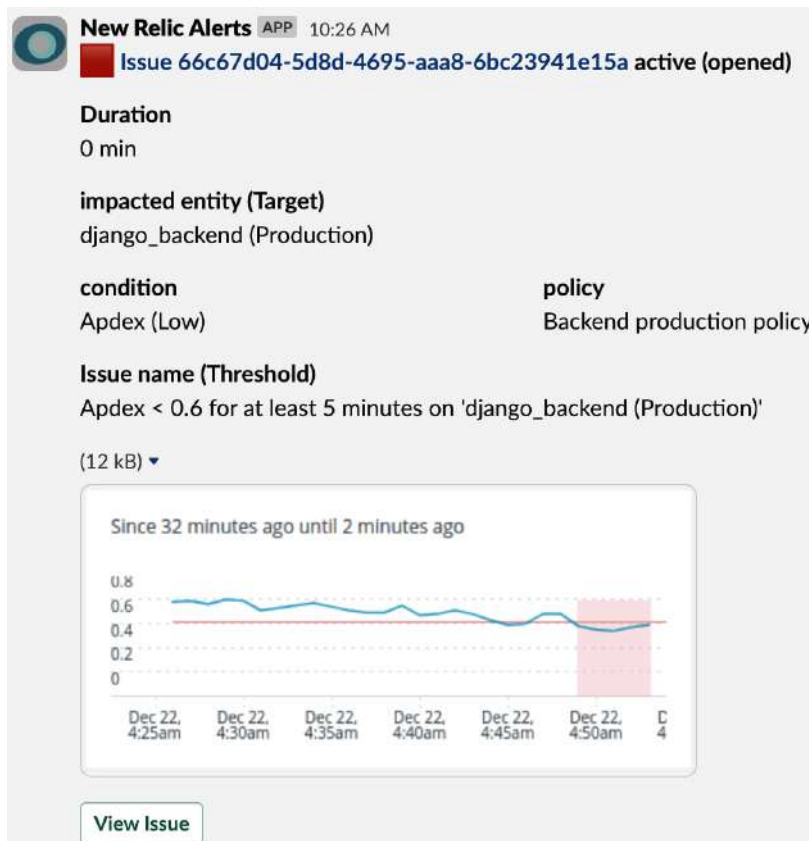 New Relic Alerts APP 10:26 AM
Issue 66c67d04-5d8d-4695-aaa8-6bc23941e15a active (opened)
Duration
0 min
impacted entity (Target)
django_backend (Production)
condition policy
Apdex (Low) Backend production policy
Issue name (Threshold)
Apdex < 0.6 for at least 5 minutes on 'django_backend (Production)'
(12 kB)
Since 32 minutes ago until 2 minutes ago
0.8
0.6
0.4
0.2
0
Dec 22, Dec 22, Dec 22, Dec 22, Dec 22, Dec 22, D
4:25am 4:30am 4:35am 4:40am 4:45am 4:50am 4
View Issue